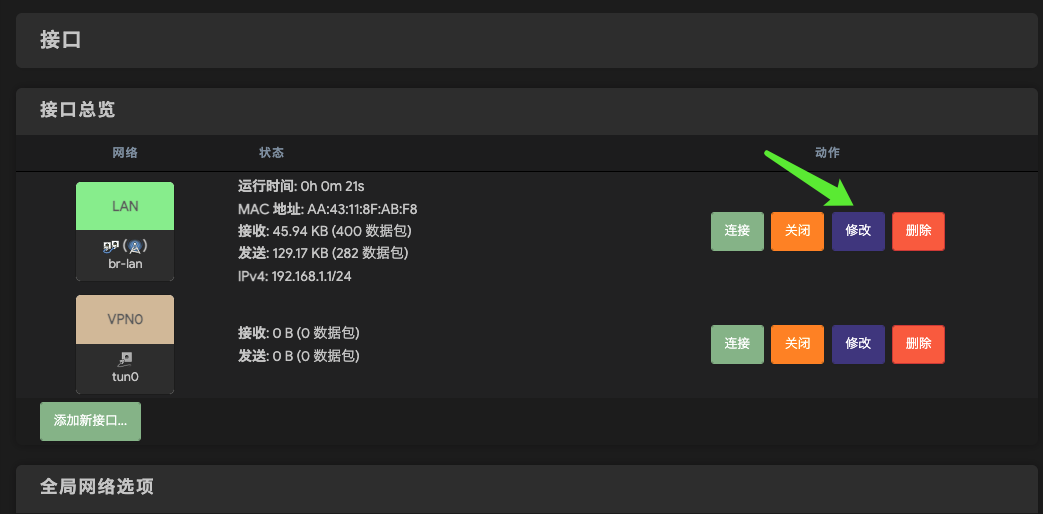 接口
接口总览
网络 状态 动作
LAN
br-lan
运行时间: 0h 0m 21s
MAC 地址: AA:43:11:8F:AB:F8
接收: 45.94 KB (400 数据包)
发送: 129.17 KB (282 数据包)
IPv4: 192.168.1.1/24
连接 关闭 修改 删除
VPN0
tun0
接收: 0 B (0 数据包)
发送: 0 B (0 数据包)
连接 关闭 修改 删除
添加新接口...
全局网络选项